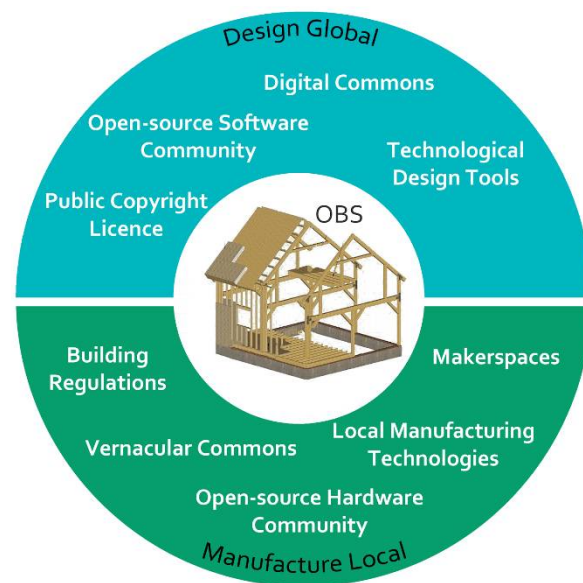 Design Global
Digital Commons
Open-source Software
Community
Technological
Design Tools
Public Copyright
Licence
OBS
Building
Regulations
Makerspaces
Vernacular Commons
Local Manufacturing
Technologies
Open-source Hardware
Community
Manufacture Local